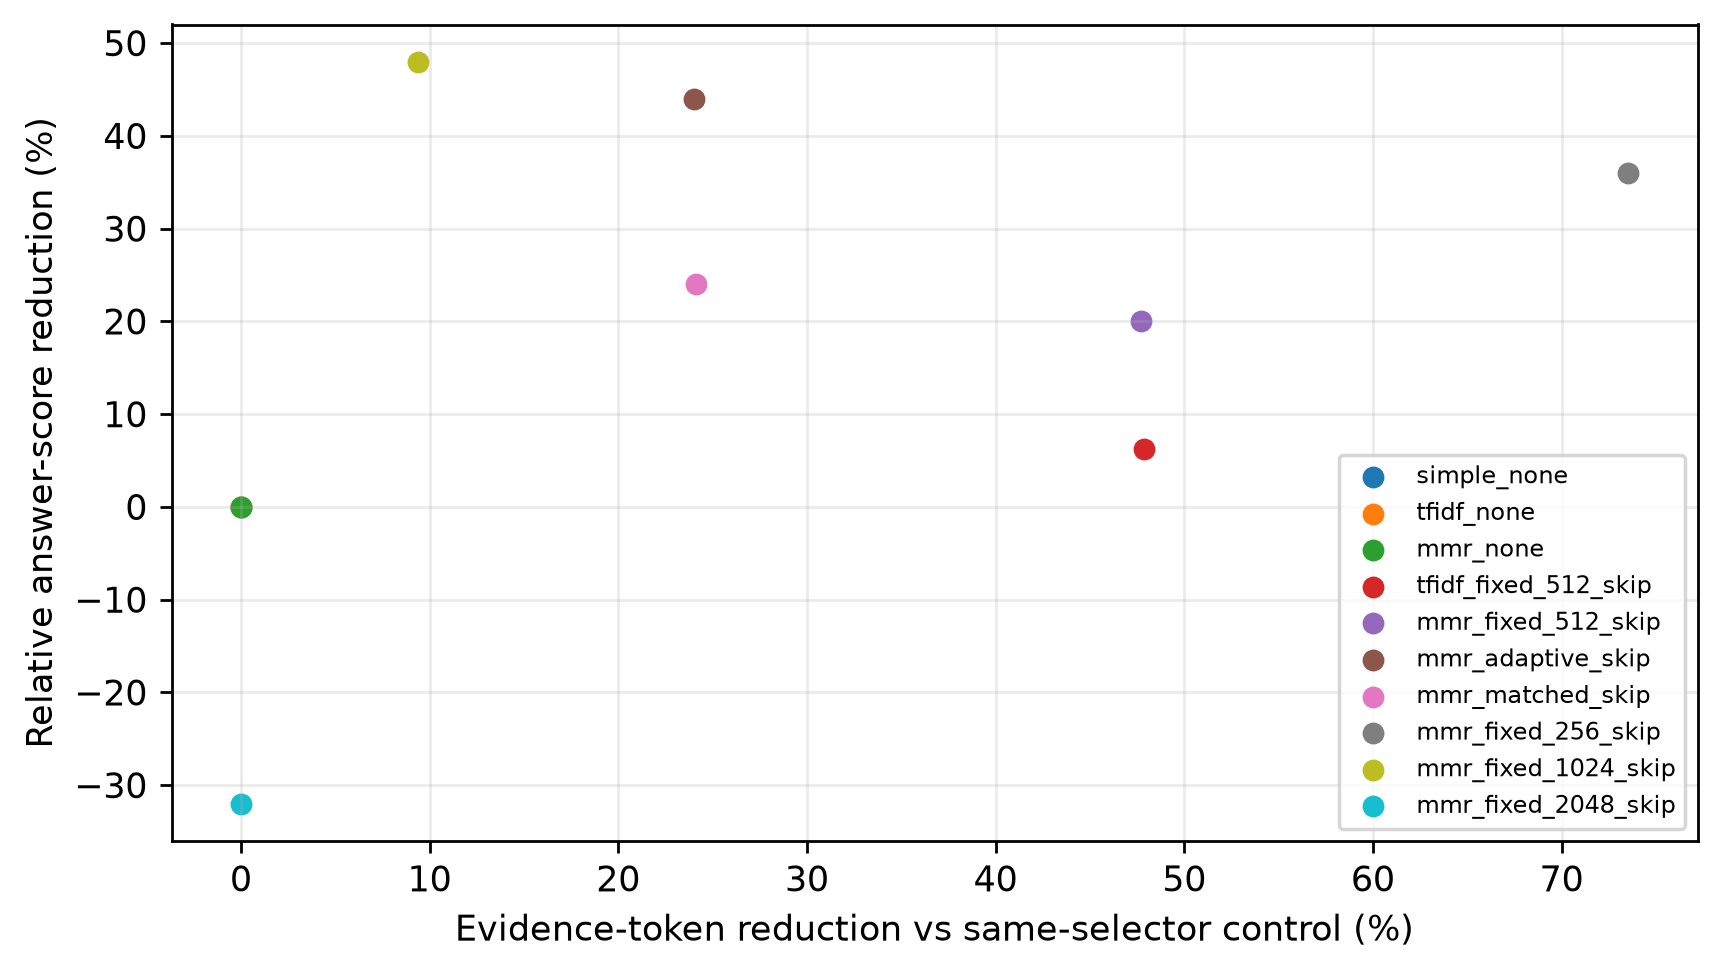 Relative answer-score reduction (%)
50
40
30
20
10
0
−10
−20
−30
simple_none
tfidf_none
mmr_none
tfidf_fixed_512_skip
mmr_fixed_512_skip
mmr_adaptive_skip
mmr_matched_skip
mmr_fixed_256_skip
mmr_fixed_1024_skip
mmr_fixed_2048_skip
0 10 20 30 40 50 60 70
Evidence-token reduction vs same-selector control (%)